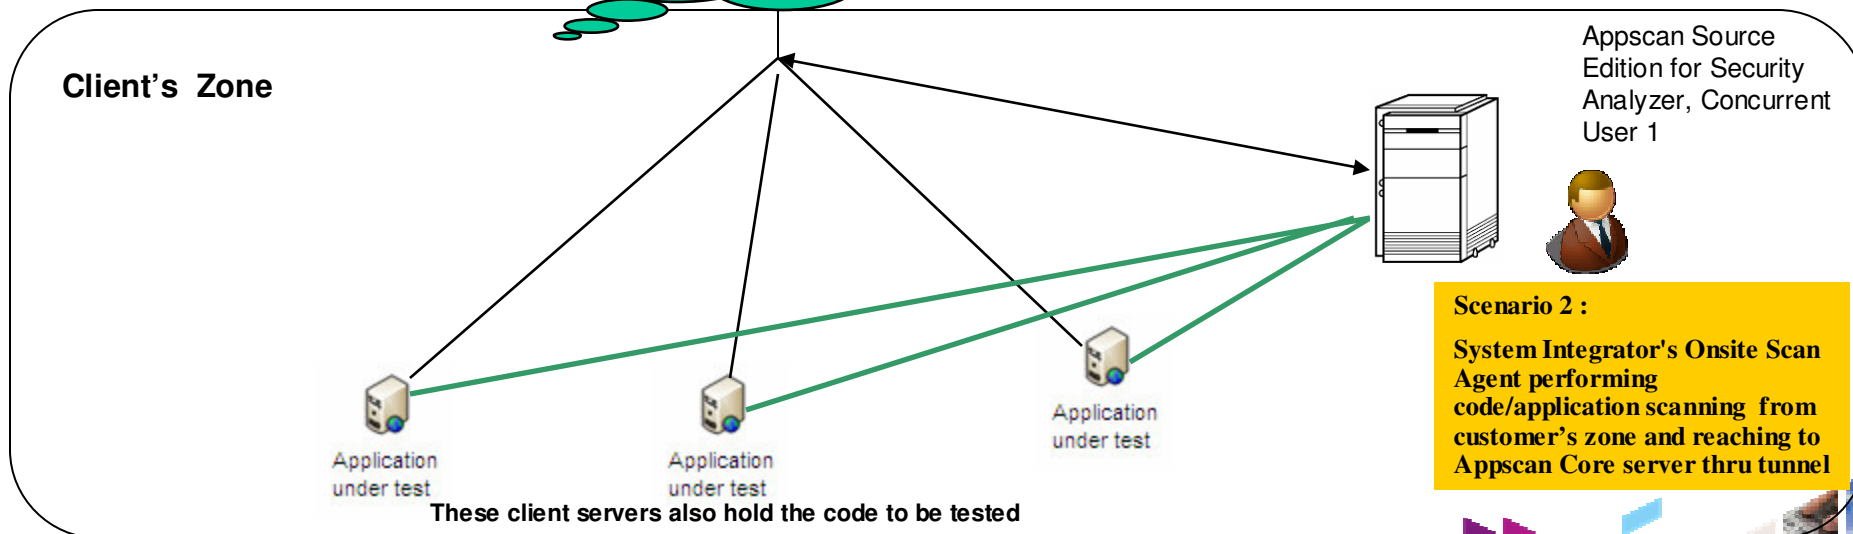 Appscan Source
Edition for Security
Analyzer, Concurrent
User 1
Client's  Zone
Scenario 2 :
System Integrator's Onsite Scan
Agent performing
code/application scanning  from
customer's zone and reaching to
Appscan Core server thru tunnel
Application
under test
Application
under test
Application
under test
These client servers also hold the code to be tested